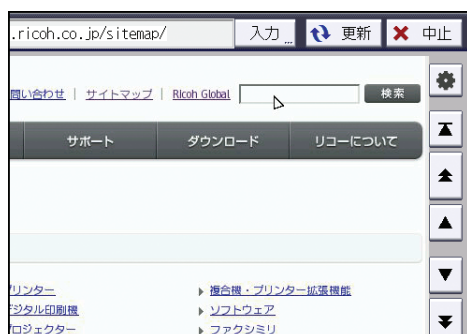 .ricoh.co.jp/sitemap/ 入力... 更新 中止
問い合わせ | サイトマップ | Ricoh Global 検索
サポート ダウンロード リコーについて
プリンター 複合機・プリンター拡張機能
デジタル印刷機 ソフトウェア
プロジェクター ファクシミリ